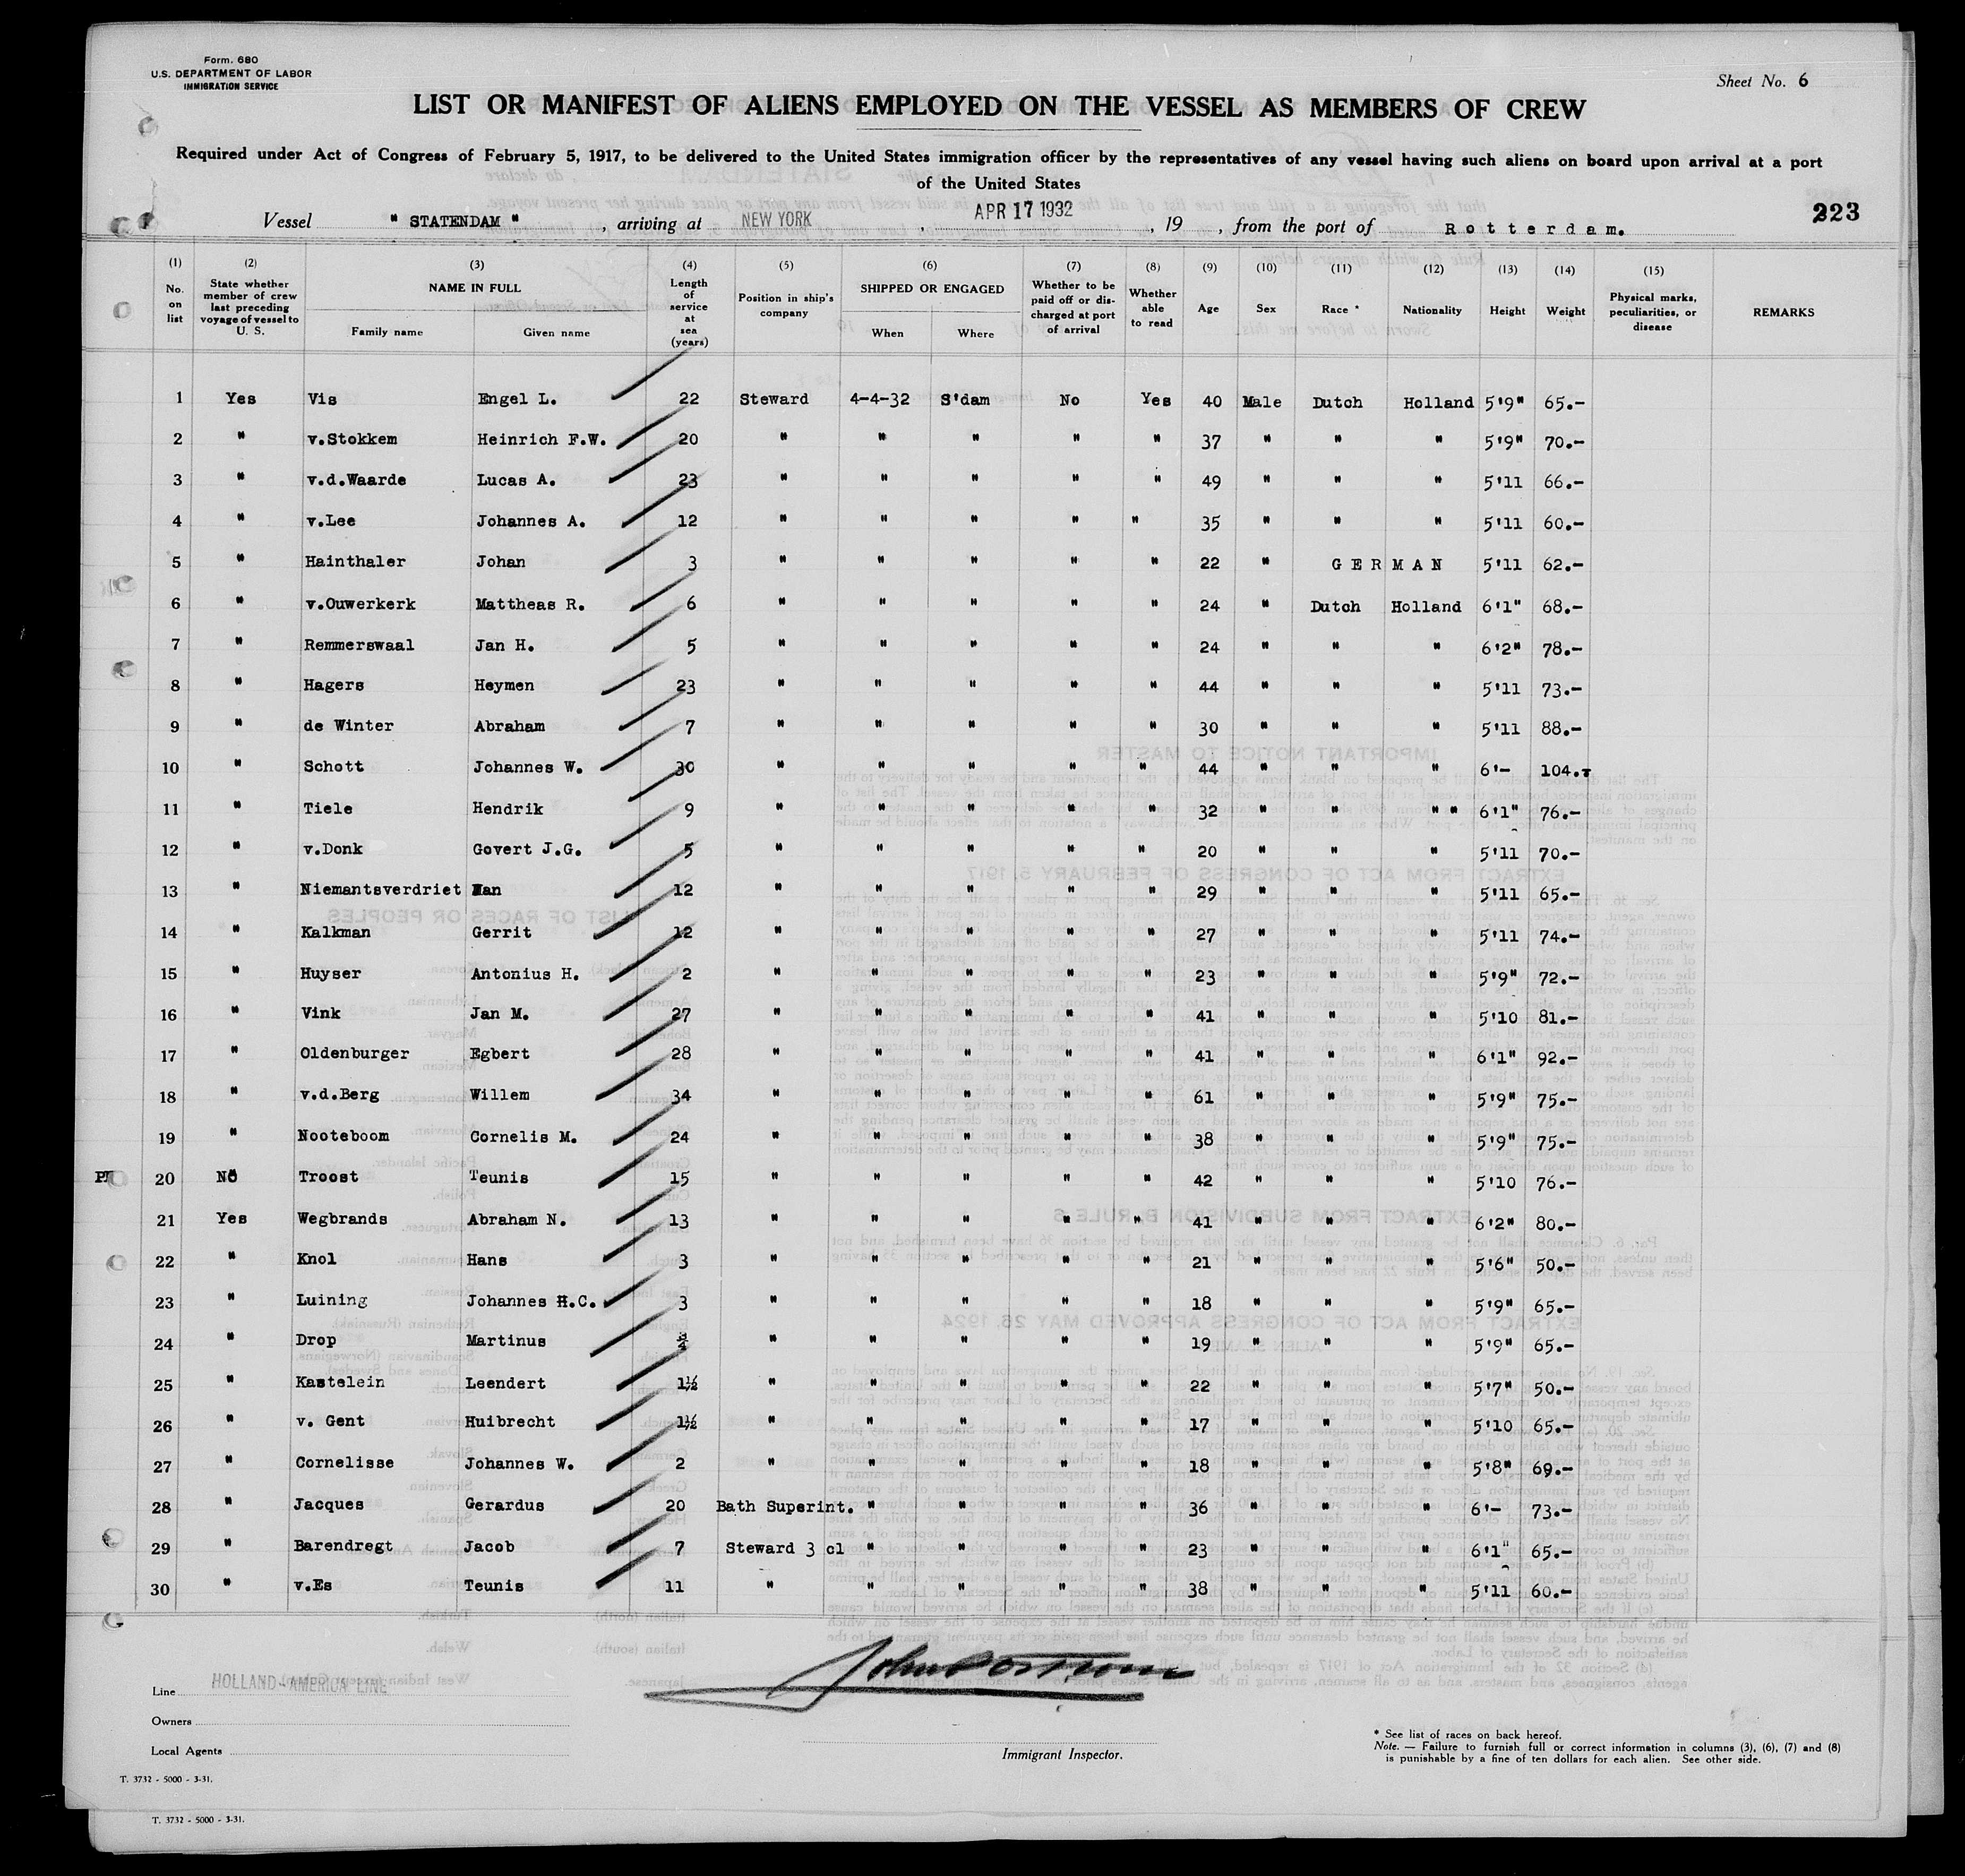 Form. 680
U.S. DEPARTMENT OF LABOR
IMMIGRATION SERVICE
Sheet No. 6
LIST OR MANIFEST OF ALIENS EMPLOYED ON THE VESSEL AS MEMBERS OF CREW
Required under Act of Congress of February 5, 1917, to be delivered to the United States immigration officer by the representatives of any vessel having such aliens on board upon arrival at a port
of the United States
Vessel " STATENDAM " , arriving at NEW YORK , APR 17 1932 , 19 , from the port of Rotterdam.
223
(1) No. on list (2) State whether member of crew last preceding voyage of vessel to U. S. (3) NAME IN FULL Family name Given name (4) Length of service at sea (years) (5) Position in ship's company (6) SHIPPED OR ENGAGED When Where (7) Whether to be paid off or discharged at port of arrival (8) Whether able to read (9) Age (10) Sex (11) Race * (12) Nationality (13) Height (14) Weight (15) Physical marks, peculiarities, or disease REMARKS
1 Yes Vis Engel L. 22 Steward 4-4-32 S'dam No Yes 40 Male Dutch Holland 5'9" 65.-
2 " v.Stokkem Heinrich F.W. 20 " " " " " 37 " " " 5'9" 70.-
3 " v.d.Waarde Lucas A. 23 " " " " " 49 " " " 5'11 66.-
4 " v.Lee Johannes A. 12 " " " " " 35 " " " 5'11 60.-
5 " Hainthaler Johan 3 " " " " " 22 " GERMAN 5'11 62.-
6 " v.Ouwerkerk Mattheas R. 6 " " " " " 24 " Dutch Holland 6'1" 68.-
7 " Remmerswaal Jan H. 5 " " " " " 24 " " " 6'2" 78.-
8 " Hagers Heymen 23 " " " " " 44 " " " 5'11 73.-
9 " de Winter Abraham 7 " " " " " 30 " " " 5'11 88.-
10 " Schott Johannes W. 30 " " " " " 44 " " " 6'- 104.-
11 " Tiele Hendrik 9 " " " " " 32 " " " " 6'1" 76.-
12 " v.Donk Govert J.G. 5 " " " " " 20 " " " 5'11 70.-
13 " Niemantsverdriet 12 " " " " " 29 " " " 5'11 65.-
14 " Kalkman Gerrit 12 " " " " " 27 " " " 5'11 74.-
15 " Huyser Antonius H. 2 " " " " " 23 " " " 5'9" 72.-
16 " Vink Jan M. 27 " " " " " 41 " " " 5'10 81.-
17 " Oldenburger Egbert 28 " " " " " 41 " " " 6'1" 92.-
18 " v.d.Berg Willem 34 " " " " " 61 " " " 5'9" 75.-
19 " Nooteboom Cornelis M. 24 " " " " " 38 " " " 5'9" 75.-
20 No Troost Teunis 15 " " " " " 42 " " " 5'10 76.-
21 Yes Wegbrands Abraham N. 13 " " " " " 41 " " " 6'2" 80.-
22 " Knol Hans 3 " " " " " 21 " " " 5'6" 50.-
23 " Luining Johannes H.C. 3 " " " " " 18 " " " 5'9" 65.-
24 " Drop Martinus " " " " " 19 " " " 5'9" 65.-
25 " Kastelein Leendert 1½ " " " " " 22 " " " 5'7" 50.-
26 " v. Gent Huibrecht 1½ " " " " " 17 " " " 5'10 65.-
27 " Cornelisse Johannes W. 2 " " " " " 18 " " " 5'8" 69.-
28 " Jacques Gerardus 20 Bath Superint. " " " " 36 " " " 6'- 73.-
29 " Barendregt Jacob 7 Steward 3 cl " " " " 23 " " " 6'1" 65.-
30 " v.Es Teunis 11 " " " " " 38 " " " 5'11 60.-
Line HOLLAND-AMERICA LINE
Owners
Local Agents
Immigrant Inspector.
* See list of races on back hereof.
Note. — Failure to furnish full or correct information in columns (3), (6), (7) and (8)
is punishable by a fine of ten dollars for each alien. See other side.
T. 3732 - 5000 - 3-31.
T. 3732 - 5000 - 3-31.